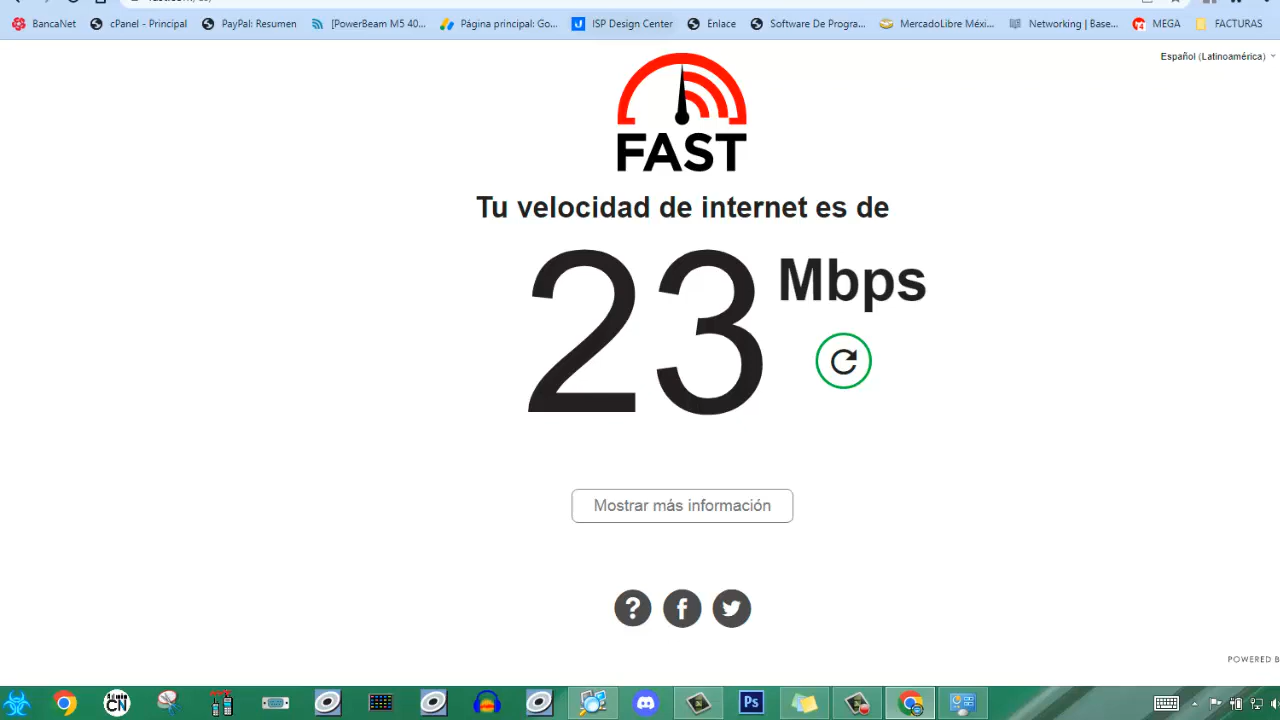 BancaNet cPanel - Principal PayPal: Resumen [PowerBeam M5 40... Página principal: Go... ISP Design Center Enlace Software De Progra... MercadoLibre Méxi... Networking | Base... MEGA FACTURAS
Español (Latinoamérica)
FAST
Tu velocidad de internet es de
23 Mbps
Mostrar más información
POWERED B
CN
Ps